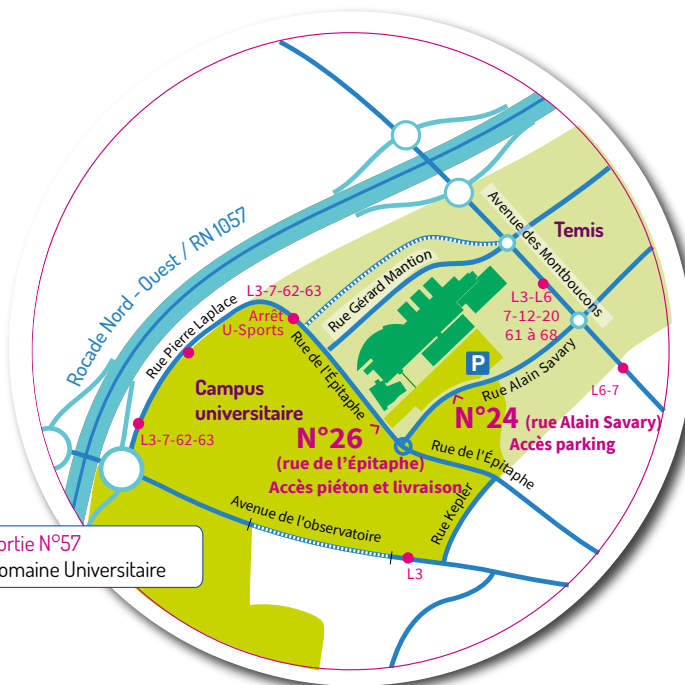 Rocade Nord - Ouest / RN 1057
Avenue des Montboucons
Temis
Rue Gérard Mantion
L3-7-62-63
Arrêt
U-Sports
Rue Pierre Laplace
L3-L6
7-12-20
61 à 68
Rue de l'Épitaphe
P
Rue Alain Savary
L6-7
Campus
universitaire
L3-7-62-63
N°26
(rue de l'Épitaphe)
Accès piéton et livraison
N°24 (rue Alain Savary)
Accès parking
Rue de l'Épitaphe
Rue Kepler
Avenue de l'observatoire
L3
ortie N°57
omaine Universitaire